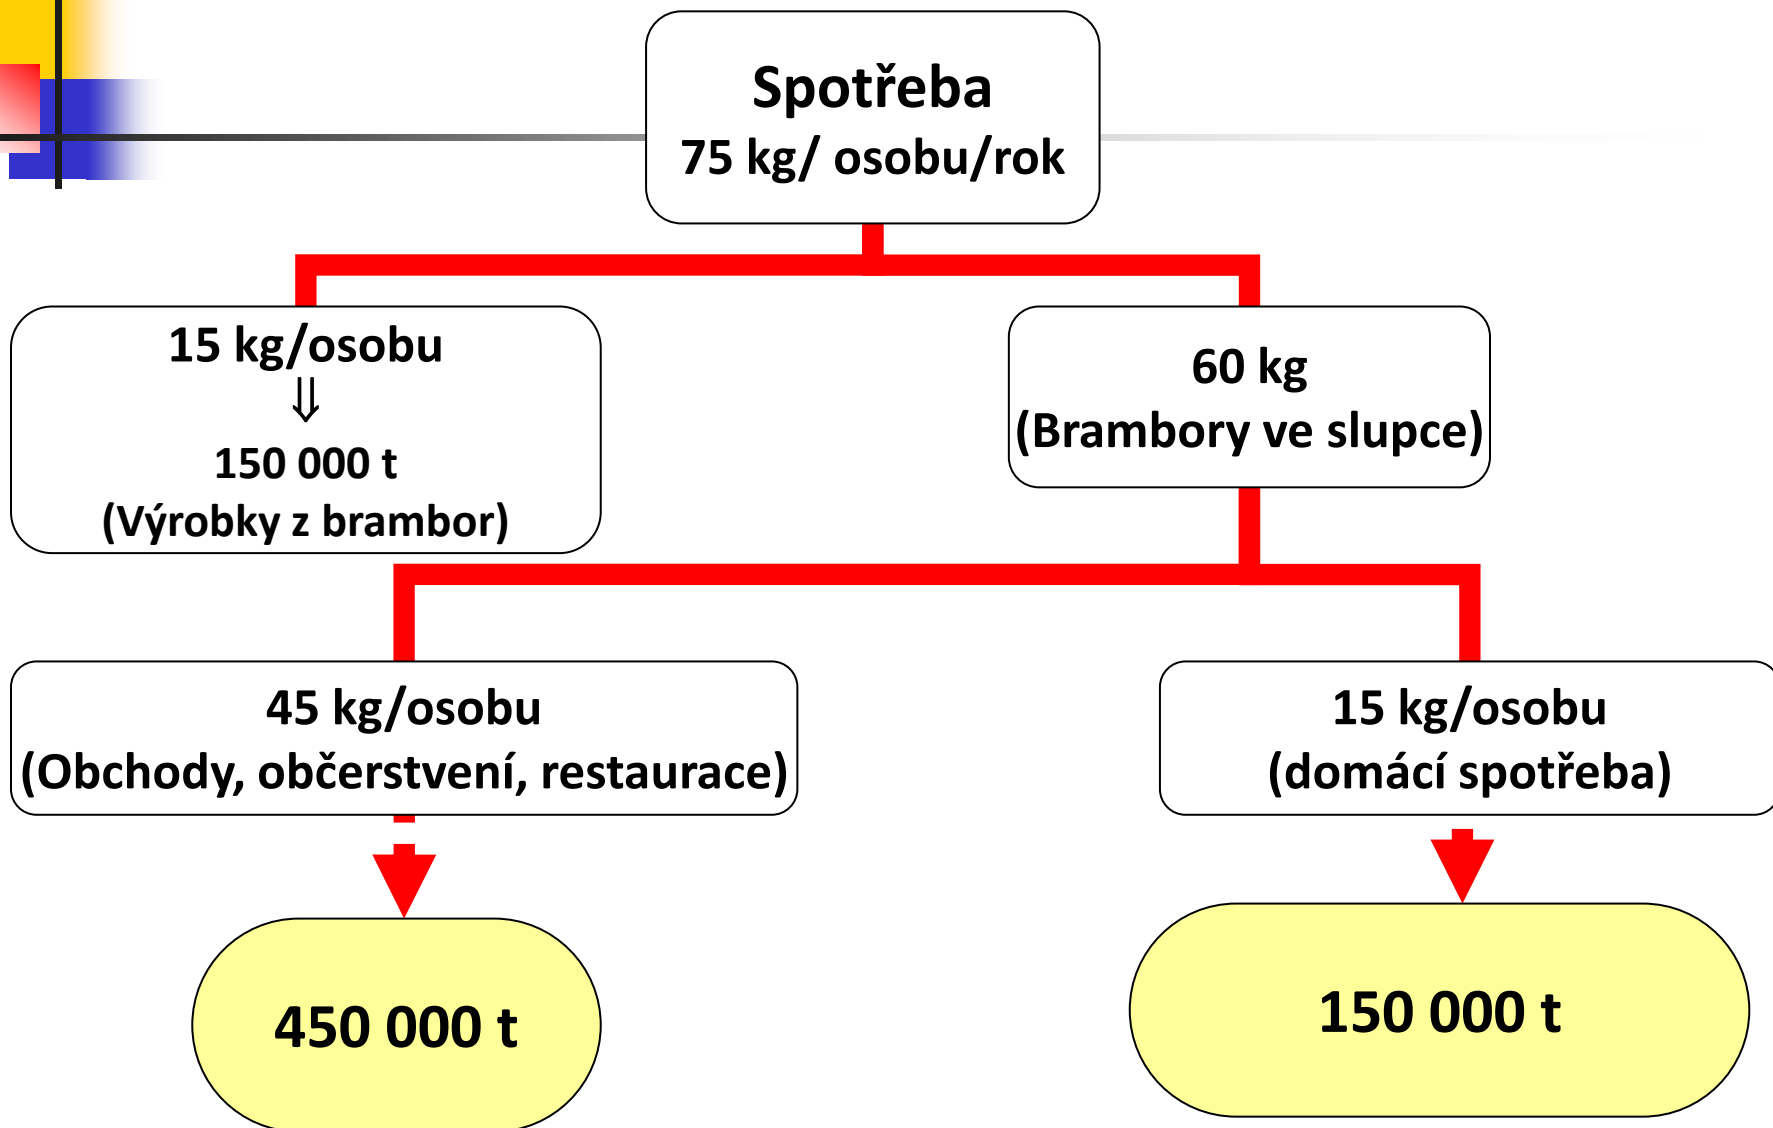 Spotřeba
75 kg/ osobu/rok
15 kg/osobu
⇓
150 000 t
(Výrobky z brambor)
60 kg
(Brambory ve slupce)
45 kg/osobu
(Obchody, občerstvení, restaurace)
15 kg/osobu
(domácí spotřeba)
450 000 t
150 000 t